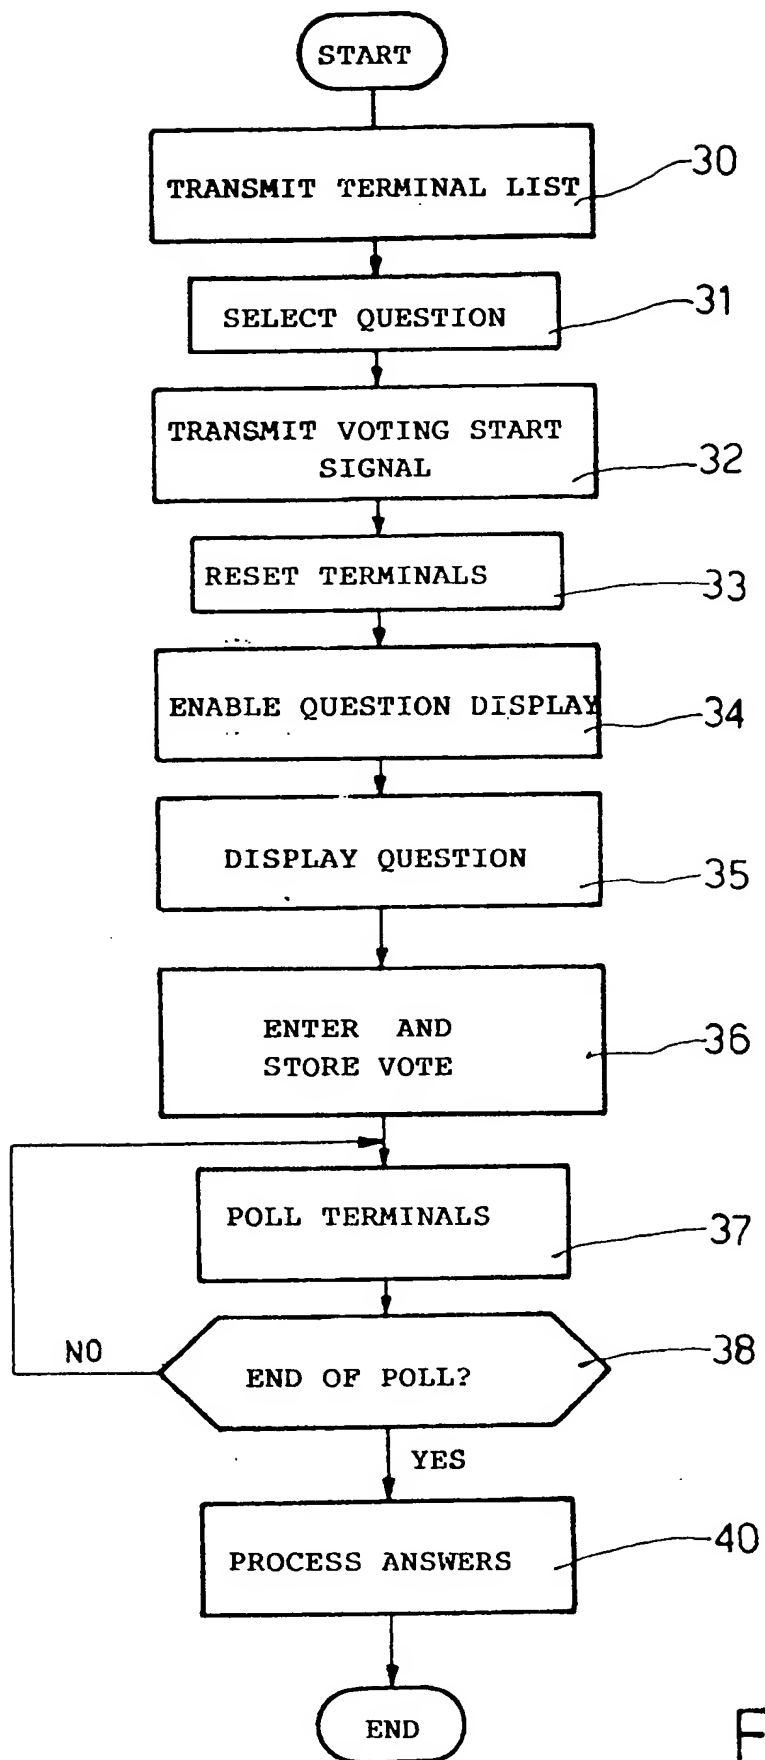 START
TRANSMIT TERMINAL LIST
30
SELECT QUESTION
31
TRANSMIT VOTING START
SIGNAL
32
RESET TERMINALS
33
ENABLE QUESTION DISPLAY
34
DISPLAY QUESTION
35
ENTER AND
STORE VOTE
36
POLL TERMINALS
37
NO
END OF POLL?
38
YES
PROCESS ANSWERS
40
END
F